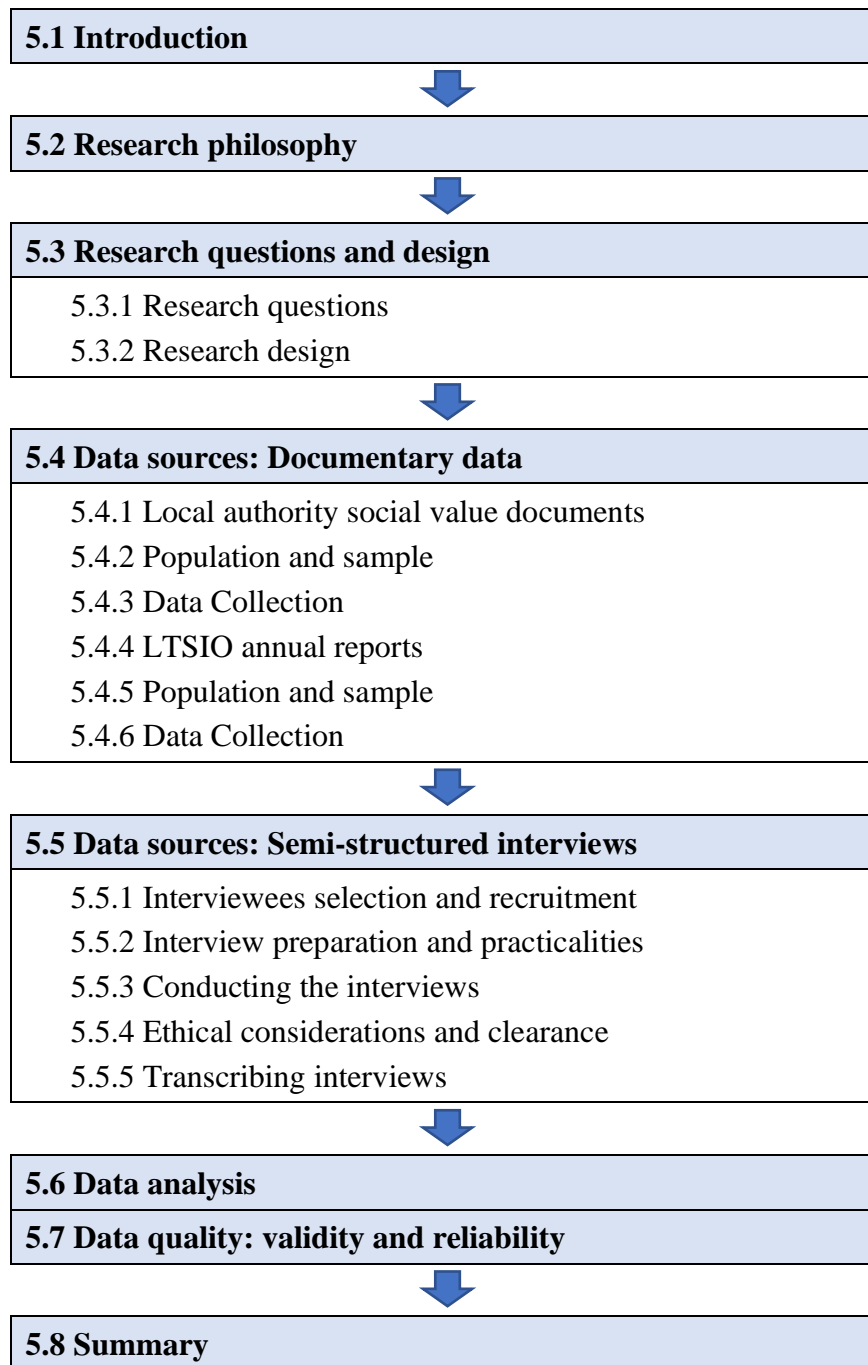 5.1 Introduction
5.2 Research philosophy
5.3 Research questions and design
5.3.1 Research questions
5.3.2 Research design
5.4 Data sources: Documentary data
5.4.1 Local authority social value documents
5.4.2 Population and sample
5.4.3 Data Collection
5.4.4 LTSIO annual reports
5.4.5 Population and sample
5.4.6 Data Collection
5.5 Data sources: Semi-structured interviews
5.5.1 Interviewees selection and recruitment
5.5.2 Interview preparation and practicalities
5.5.3 Conducting the interviews
5.5.4 Ethical considerations and clearance
5.5.5 Transcribing interviews
5.6 Data analysis
5.7 Data quality: validity and reliability
5.8 Summary